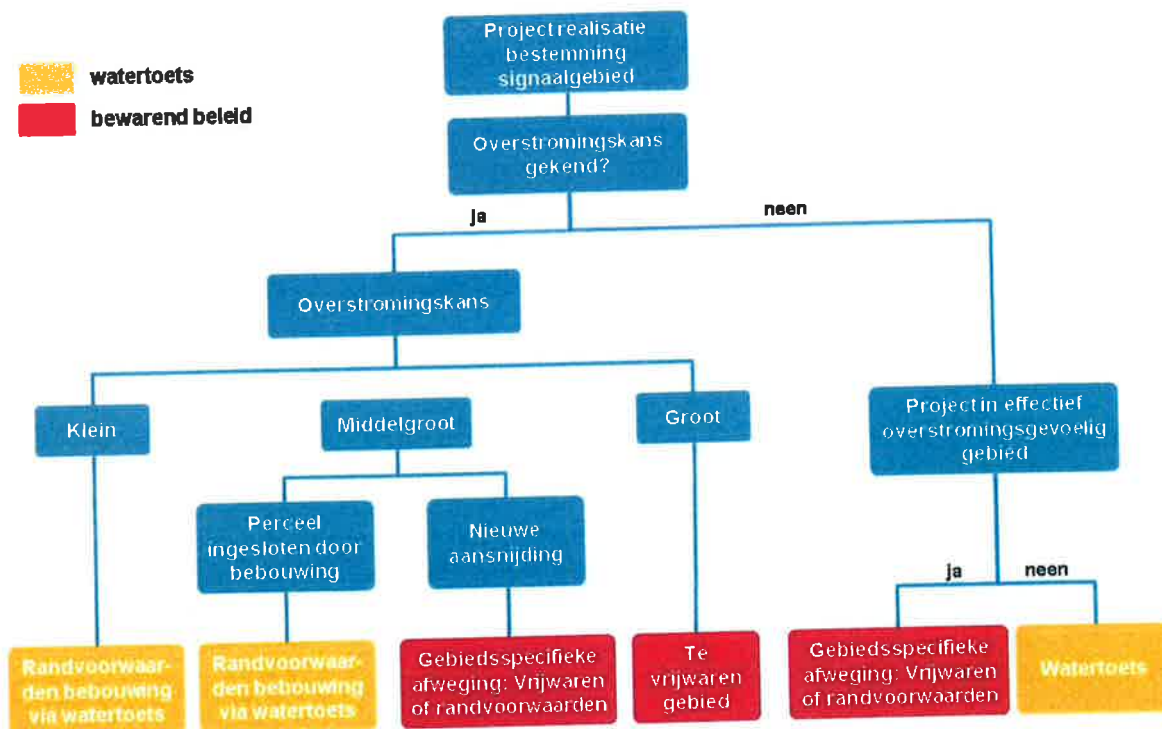 Project realisatie
bestemming
signaalgebied
watertoets
bewarend beleid
Overstromingskans
gekend?
ja
neen
Overstromingskans
Klein
Middelgroot
Groot
Project in effectief
overstromingsgevoelig
gebied
Perceel
ingesloten door
bebouwing
Nieuwe
aansnijding
ja
neen
Randvoorwaar-
den bebouwing
via watertoets
Randvoorwaar-
den bebouwing
via watertoets
Gebiedsspecifieke
afweging: Vrijwaren
of randvoorwaarden
Te
vrijwaren
gebied
Gebiedsspecifieke
afweging: Vrijwaren
of randvoorwaarden
Watertoets